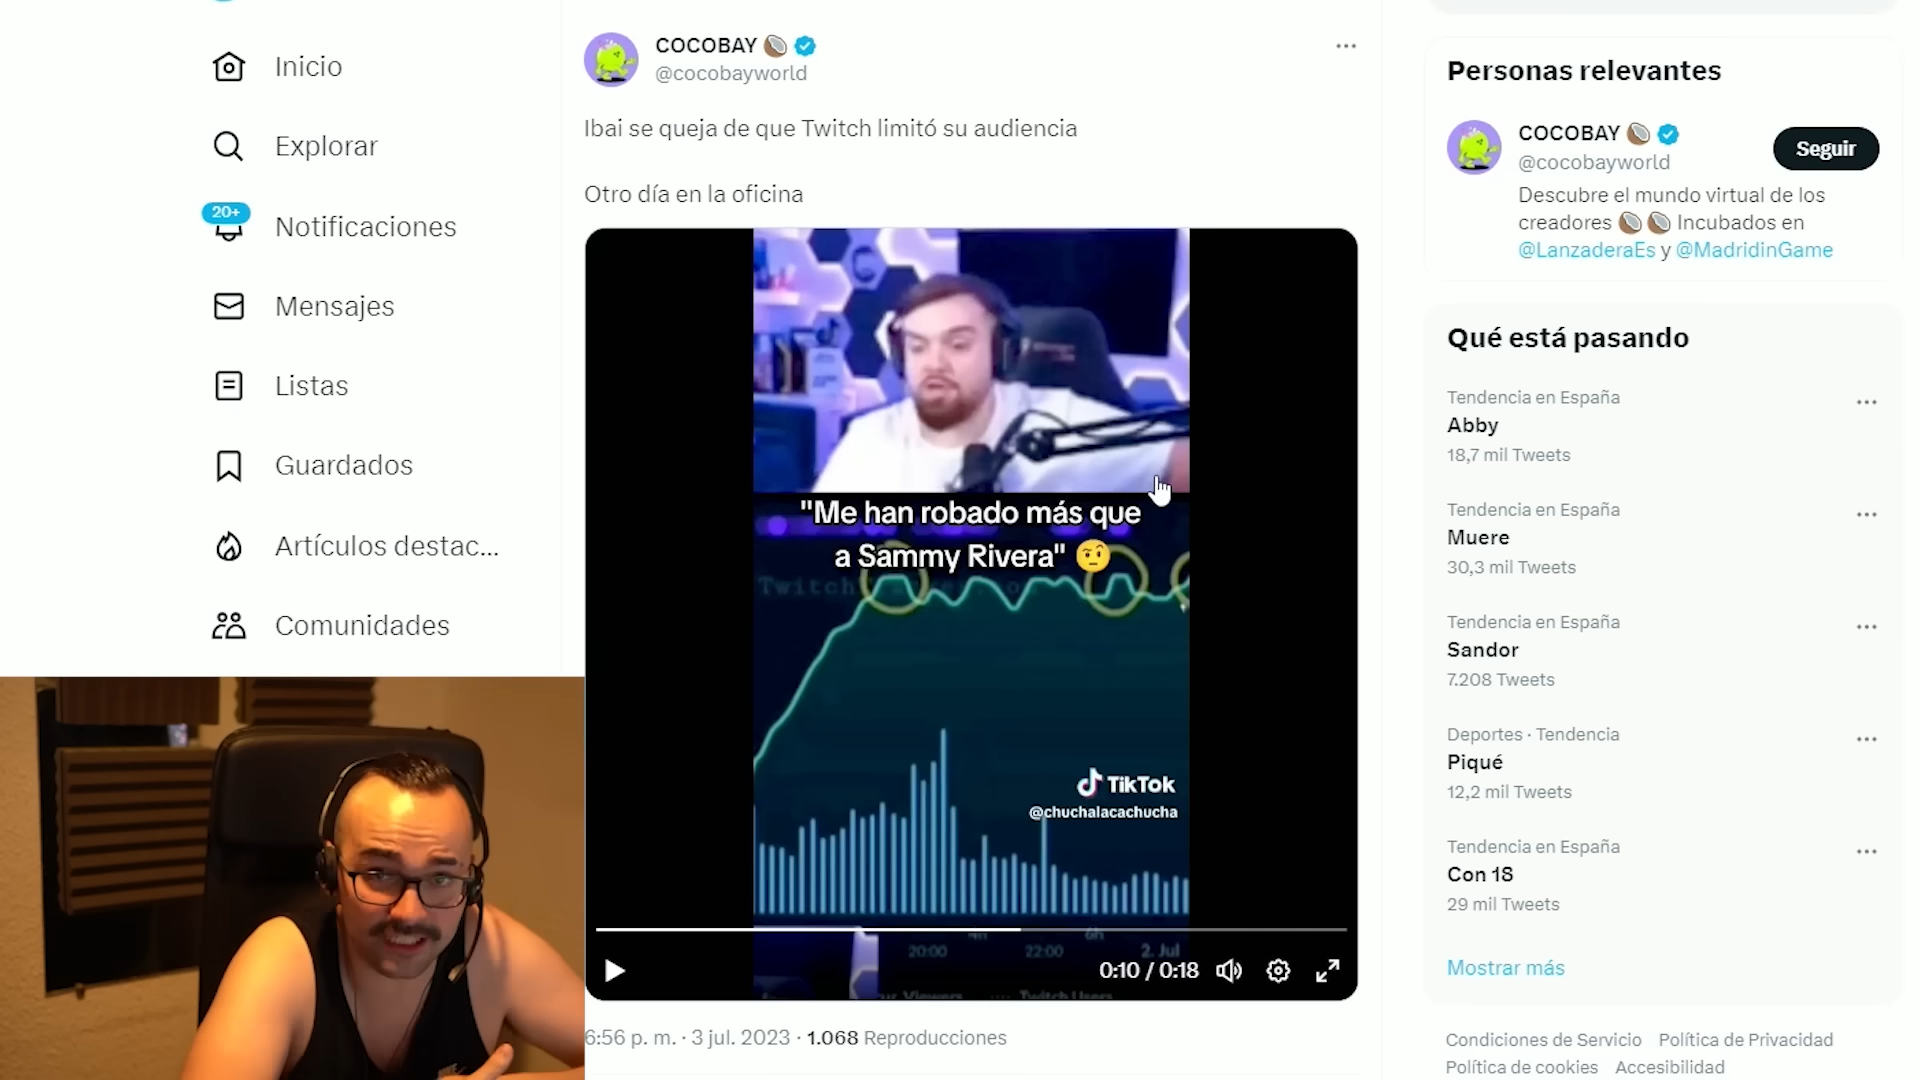 Inicio
Explorar
20+
Notificaciones
Mensajes
Listas
Guardados
Artículos destac...
Comunidades
COCOBAY
@cocobayworld
Ibai se queja de que Twitch limitó su audiencia
Otro día en la oficina
"Me han robado más que
a Sammy Rivera"
TikTok
@chuchalacachucha
20:00
22:00
2. Jul
0:10 / 0:18
6:56 p. m. · 3 jul. 2023 · 1.068 Reproducciones
Personas relevantes
COCOBAY
@cocobayworld
Seguir
Descubre el mundo virtual de los
creadores Incubados en
@LanzaderaEs y @MadridinGame
Qué está pasando
Tendencia en España
Abby
18,7 mil Tweets
Tendencia en España
Muere
30,3 mil Tweets
Tendencia en España
Sandor
7.208 Tweets
Deportes · Tendencia
Piqué
12,2 mil Tweets
Tendencia en España
Con 18
29 mil Tweets
Mostrar más
Condiciones de Servicio Política de Privacidad
Política de cookies Accesibilidad